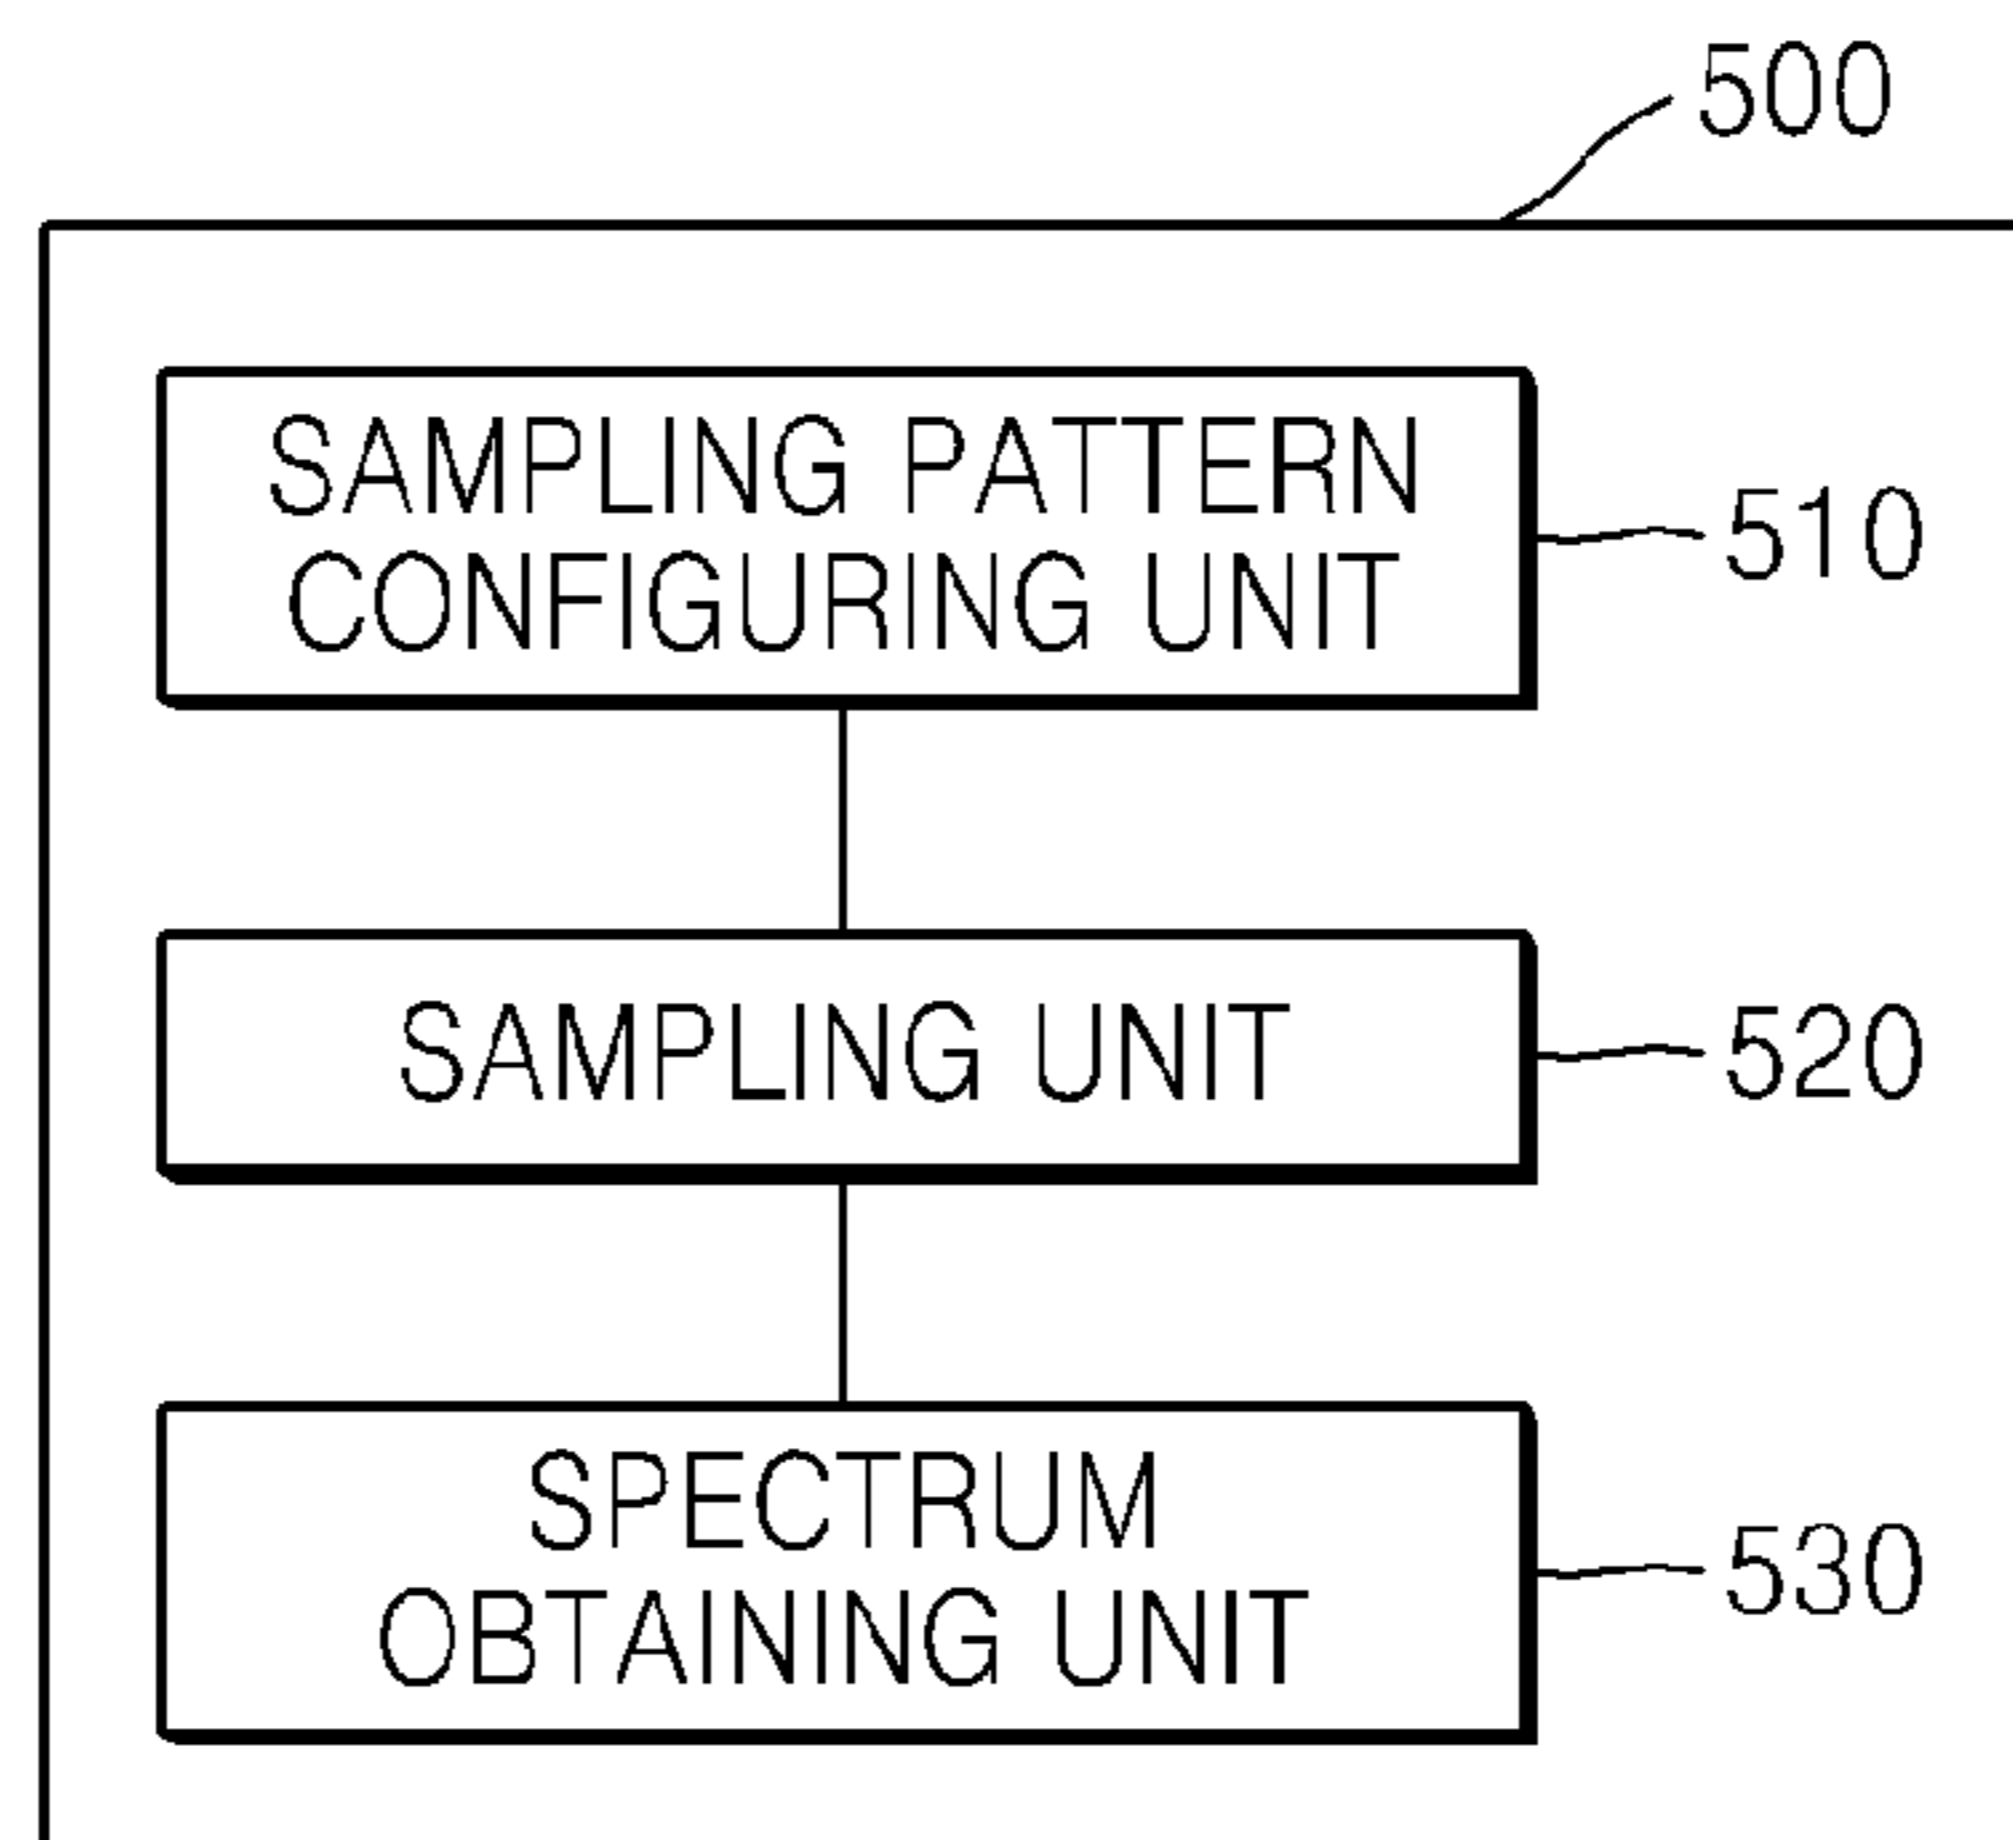 500
SAMPLING PATTERN
CONFIGURING UNIT
510
SAMPLING UNIT
520
SPECTRUM
OBTAINING UNIT
530